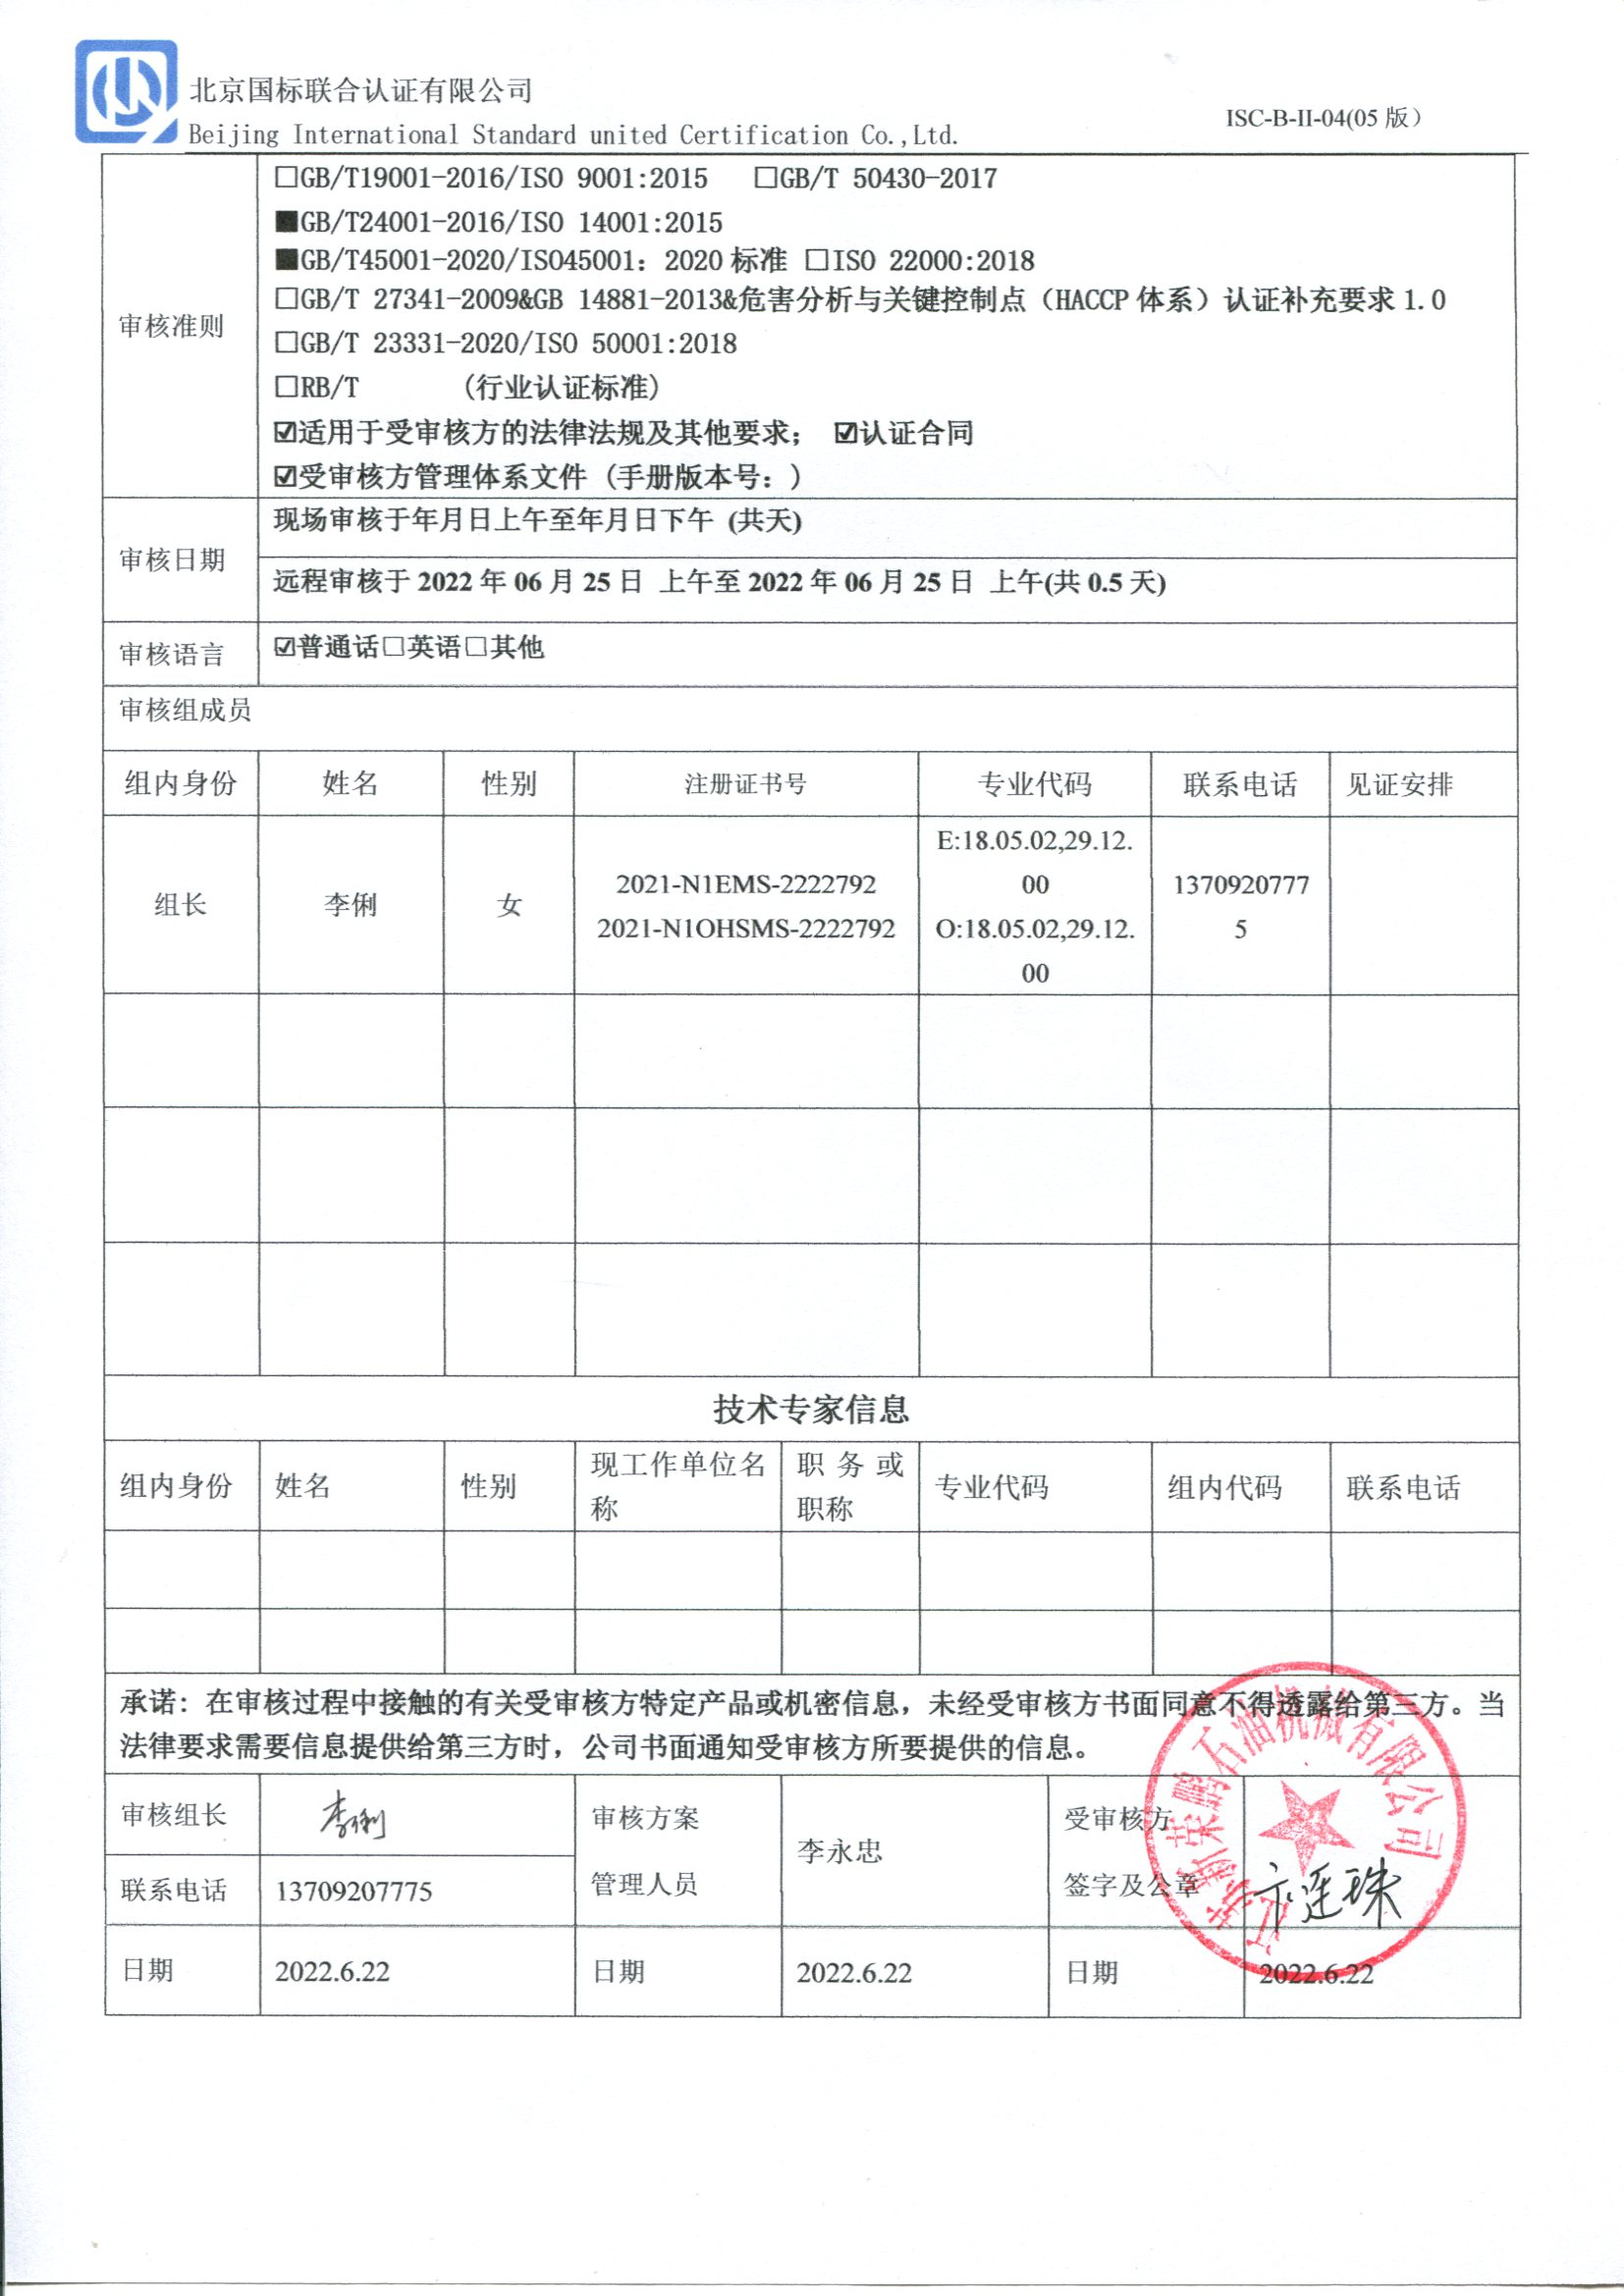 北京国标联合认证有限公司
Beijing International Standard united Certification Co.,Ltd.
ISC-B-II-04(05 版)
审核准则
□GB/T19001-2016/ISO 9001:2015 □GB/T 50430-2017
■GB/T24001-2016/ISO 14001:2015
■GB/T45001-2020/ISO45001：2020 标准 □ISO 22000:2018
□GB/T 27341-2009&GB 14881-2013&危害分析与关键控制点（HACCP 体系）认证补充要求 1.0
□GB/T 23331-2020/ISO 50001:2018
□RB/T (行业认证标准)
☑适用于受审核方的法律法规及其他要求； ☑认证合同
☑受审核方管理体系文件（手册版本号：）
审核日期
现场审核于年月日上午至年月日下午 (共天)
远程审核于 2022 年 06 月 25 日 上午至 2022 年 06 月 25 日 上午(共 0.5 天)
审核语言
☑普通话□英语□其他
审核组成员
组内身份 姓名 性别 注册证书号 专业代码 联系电话 见证安排
组长 李俐 女
2021-N1EMS-2222792
2021-N1OHSMS-2222792
E:18.05.02,29.12.
00
O:18.05.02,29.12.
00
1370920777
5
技术专家信息
组内身份 姓名 性别
现工作单位名
称
职务或
职称
专业代码 组内代码 联系电话
承诺：在审核过程中接触的有关受审核方特定产品或机密信息，未经受审核方书面同意不得透露给第三方。当
法律要求需要信息提供给第三方时，公司书面通知受审核方所要提供的信息。
审核组长 李俐
联系电话 13709207775
审核方案
管理人员
李永忠
受审核方
签字及公章
江苏新荣鹏石油机械有限公司
日期 2022.6.22 日期 2022.6.22 日期 2022.6.22